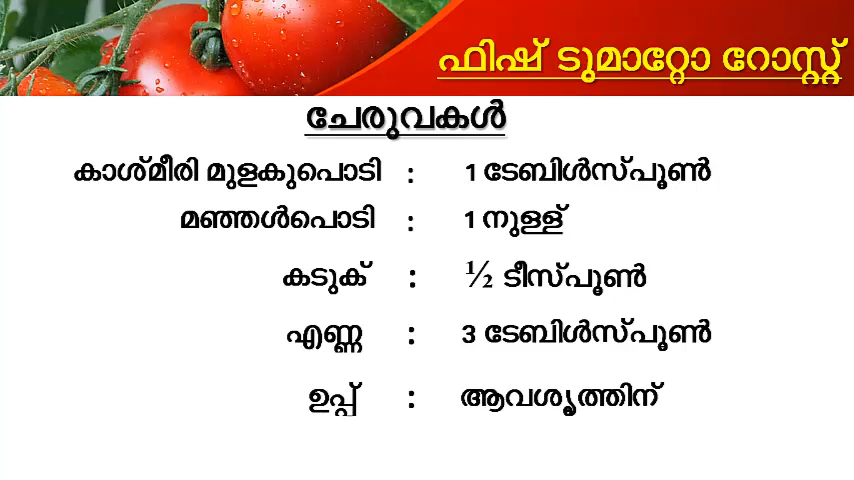 ഫിഷ് ടുമാറ്റോ റോസ്റ്റ്
ചേരുവകൾ
കാശ്മീരി മുളകുപൊടി : 1 ടേബിൾസ്പൂൺ
മഞ്ഞൾപൊടി : 1 നുള്ള്
കടുക് : ½ ടീസ്പൂൺ
എണ്ണ : 3 ടേബിൾസ്പൂൺ
ഉപ്പ് : ആവശ്യത്തിന്